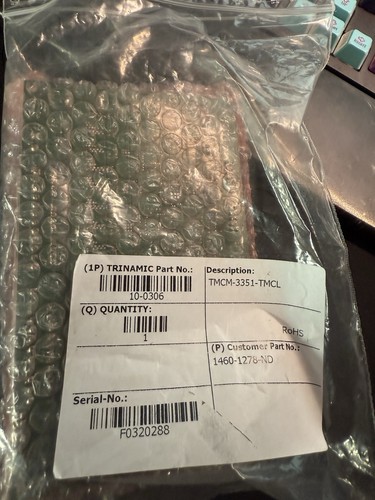 (1P) TRINAMIC Part No.:
10-0306
Description:
TMCM-3351-TMCL
(Q) QUANTITY:
1
RoHS
(P) Customer Part No.:
1460-1278-ND
Serial-No.:
F0320288